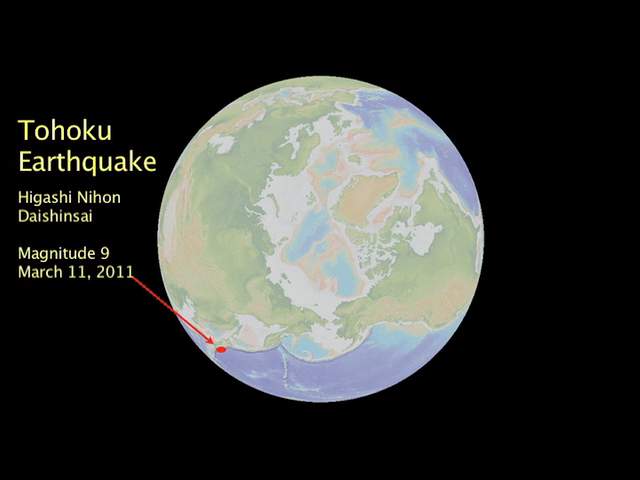 Tohoku
Earthquake
Higashi Nihon
Daishinsai
Magnitude 9
March 11, 2011